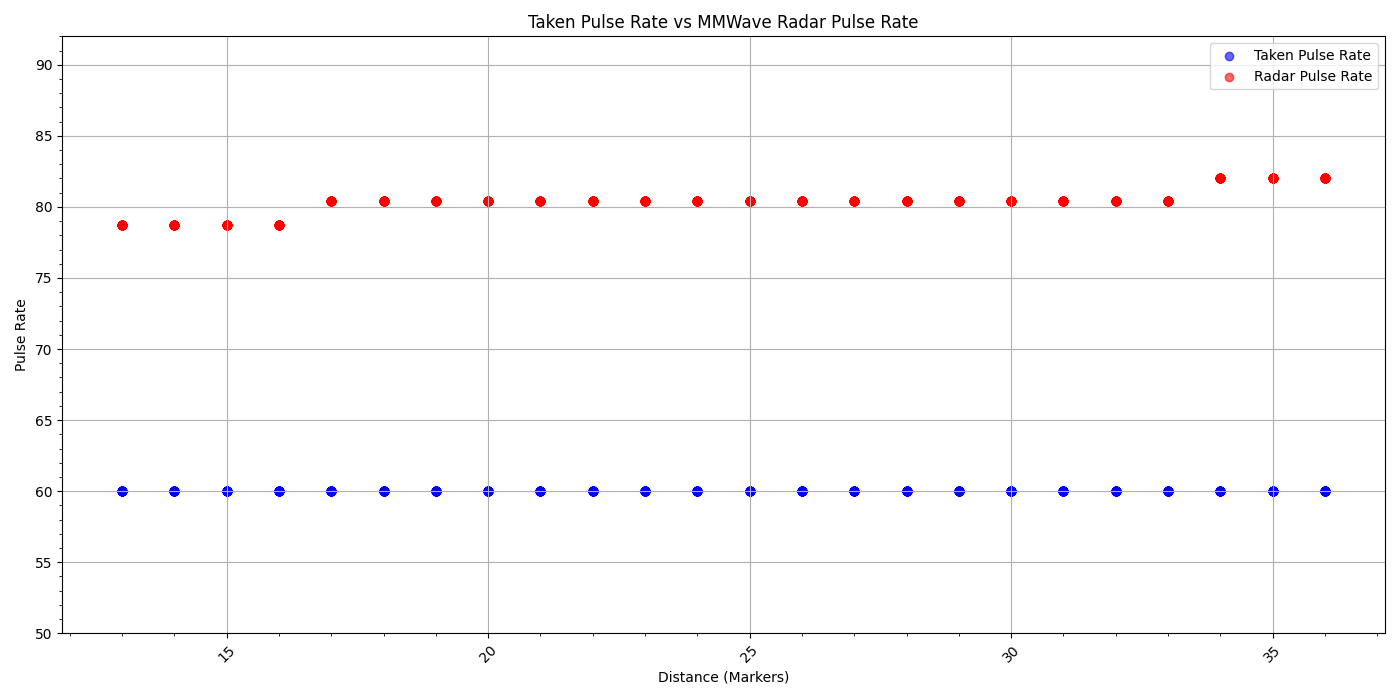 Taken Pulse Rate vs MMWave Radar Pulse Rate
Taken Pulse Rate
Radar Pulse Rate
90
85
80
75
70
65
60
55
50
Pulse Rate
15
20
25
30
35
Distance (Markers)